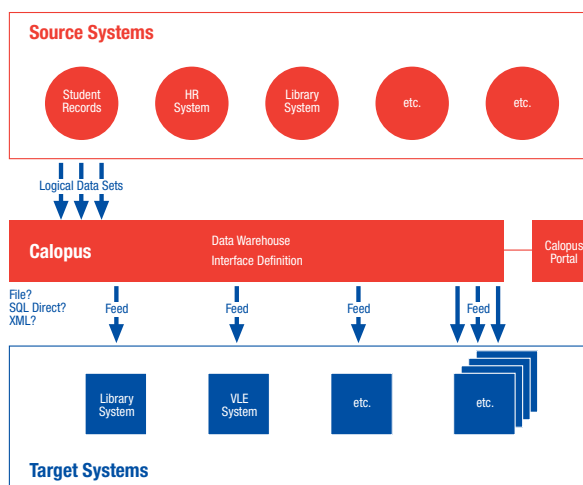 Source Systems
Student
Records
HR
System
Library
System
etc.
etc.
Logical Data Sets
Calopus
Data Warehouse
Interface Definition
Calopus
Portal
File?
SQL Direct?
XML?
Feed
Feed
Feed
Feed
Library
System
VLE
System
etc.
etc.
Target Systems